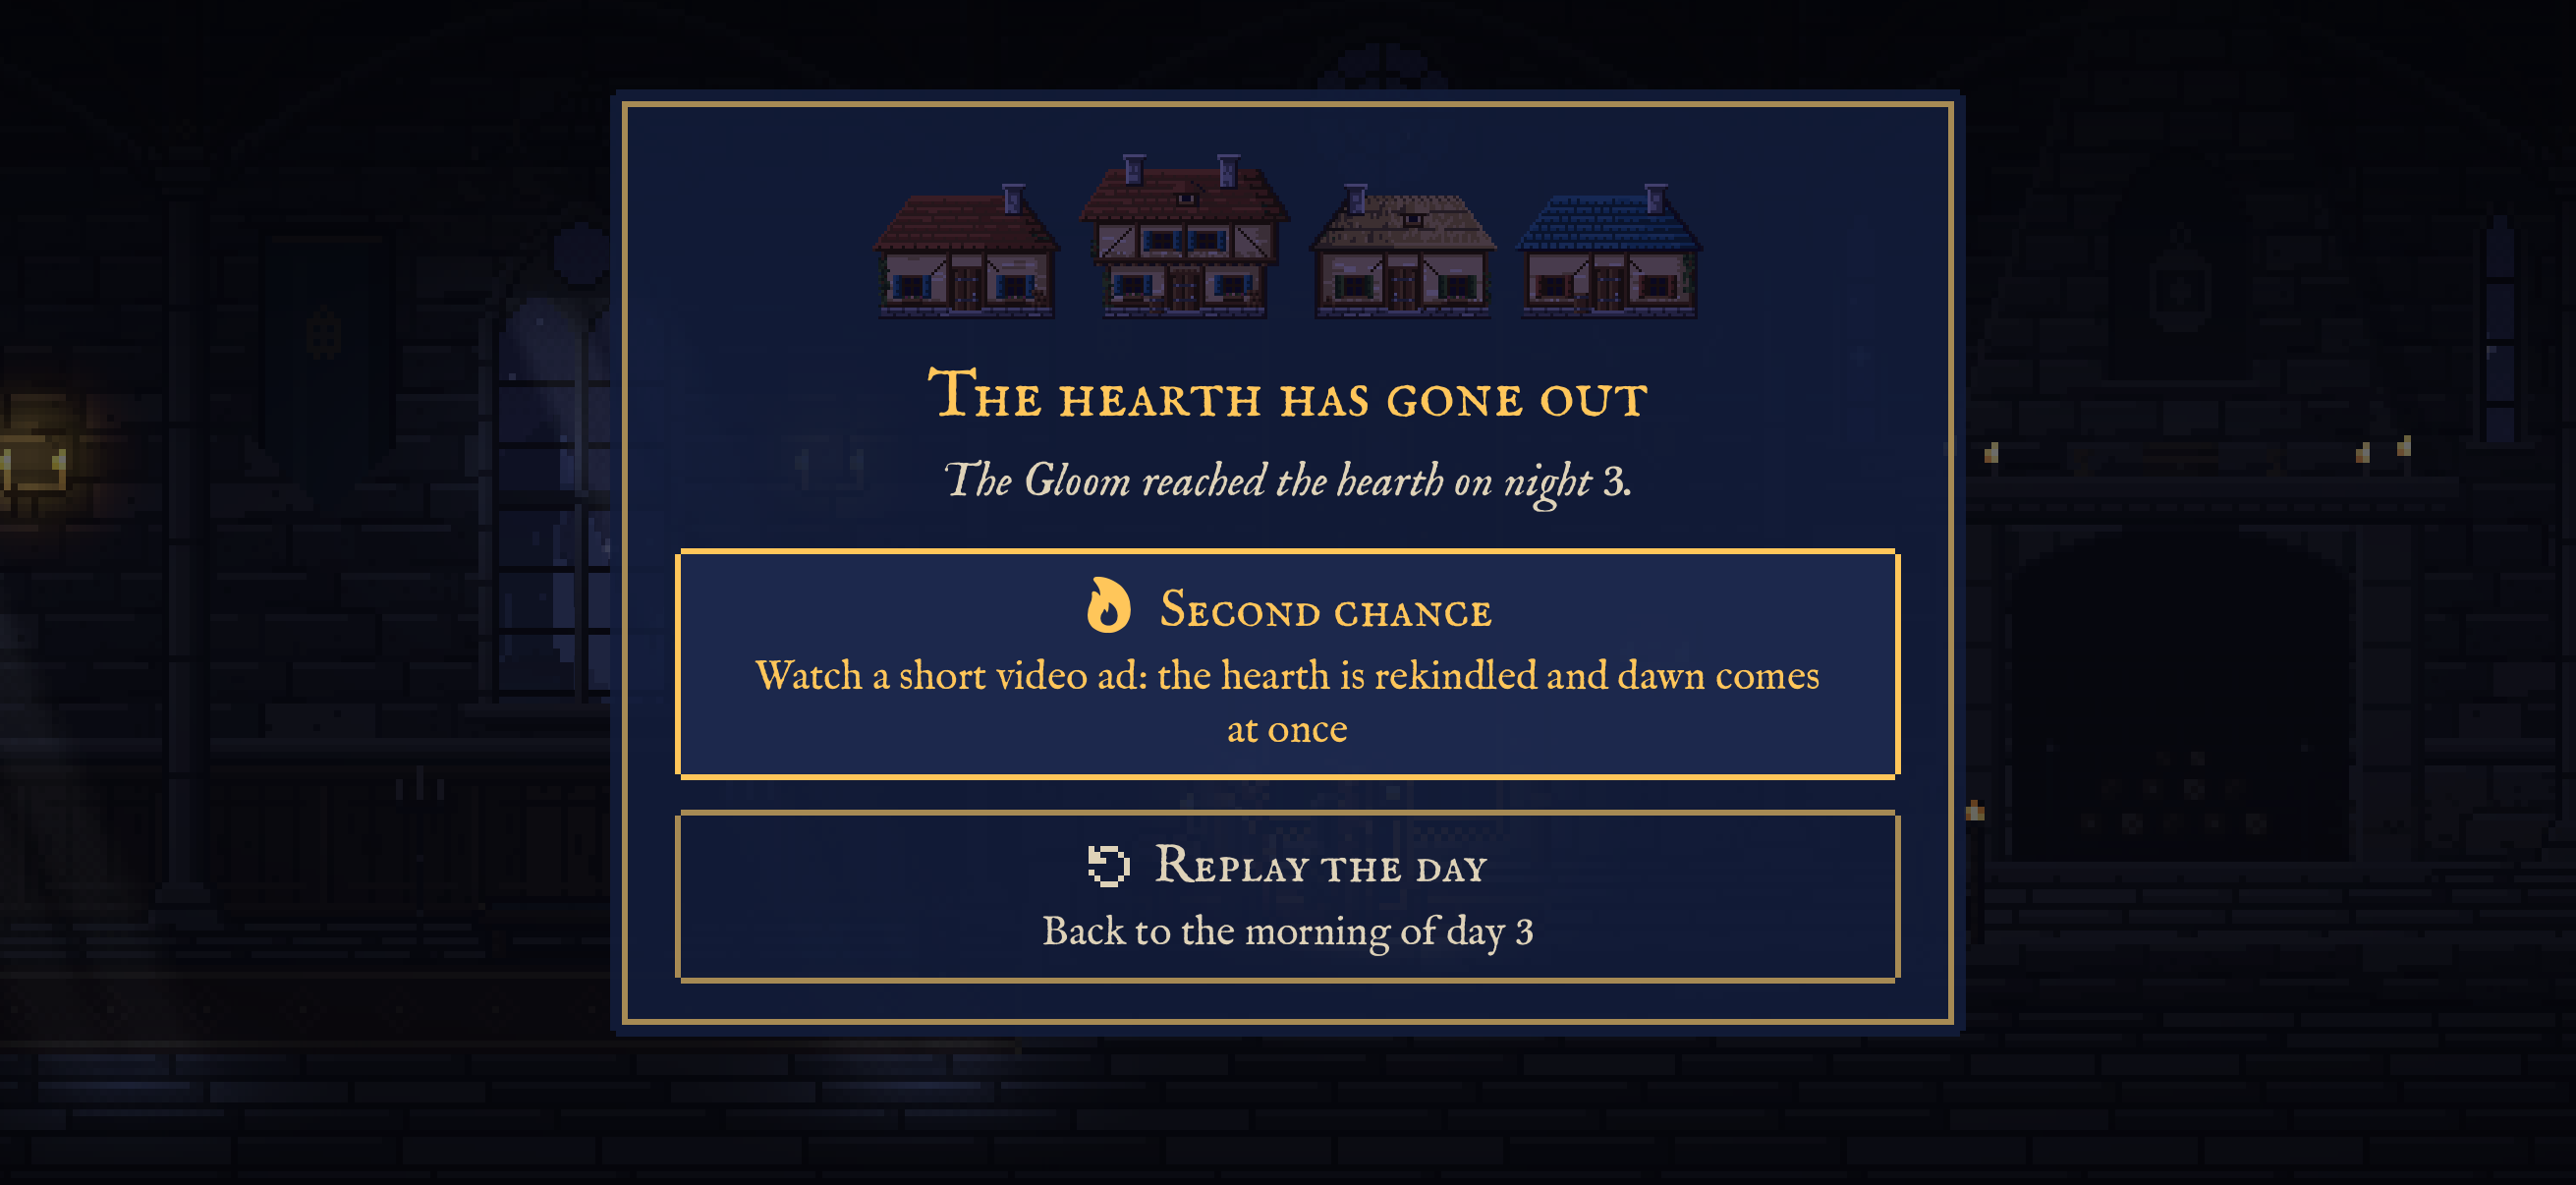 The hearth has gone out
The Gloom reached the hearth on night 3.
Second chance
Watch a short video ad: the hearth is rekindled and dawn comes
at once
Replay the day
Back to the morning of day 3